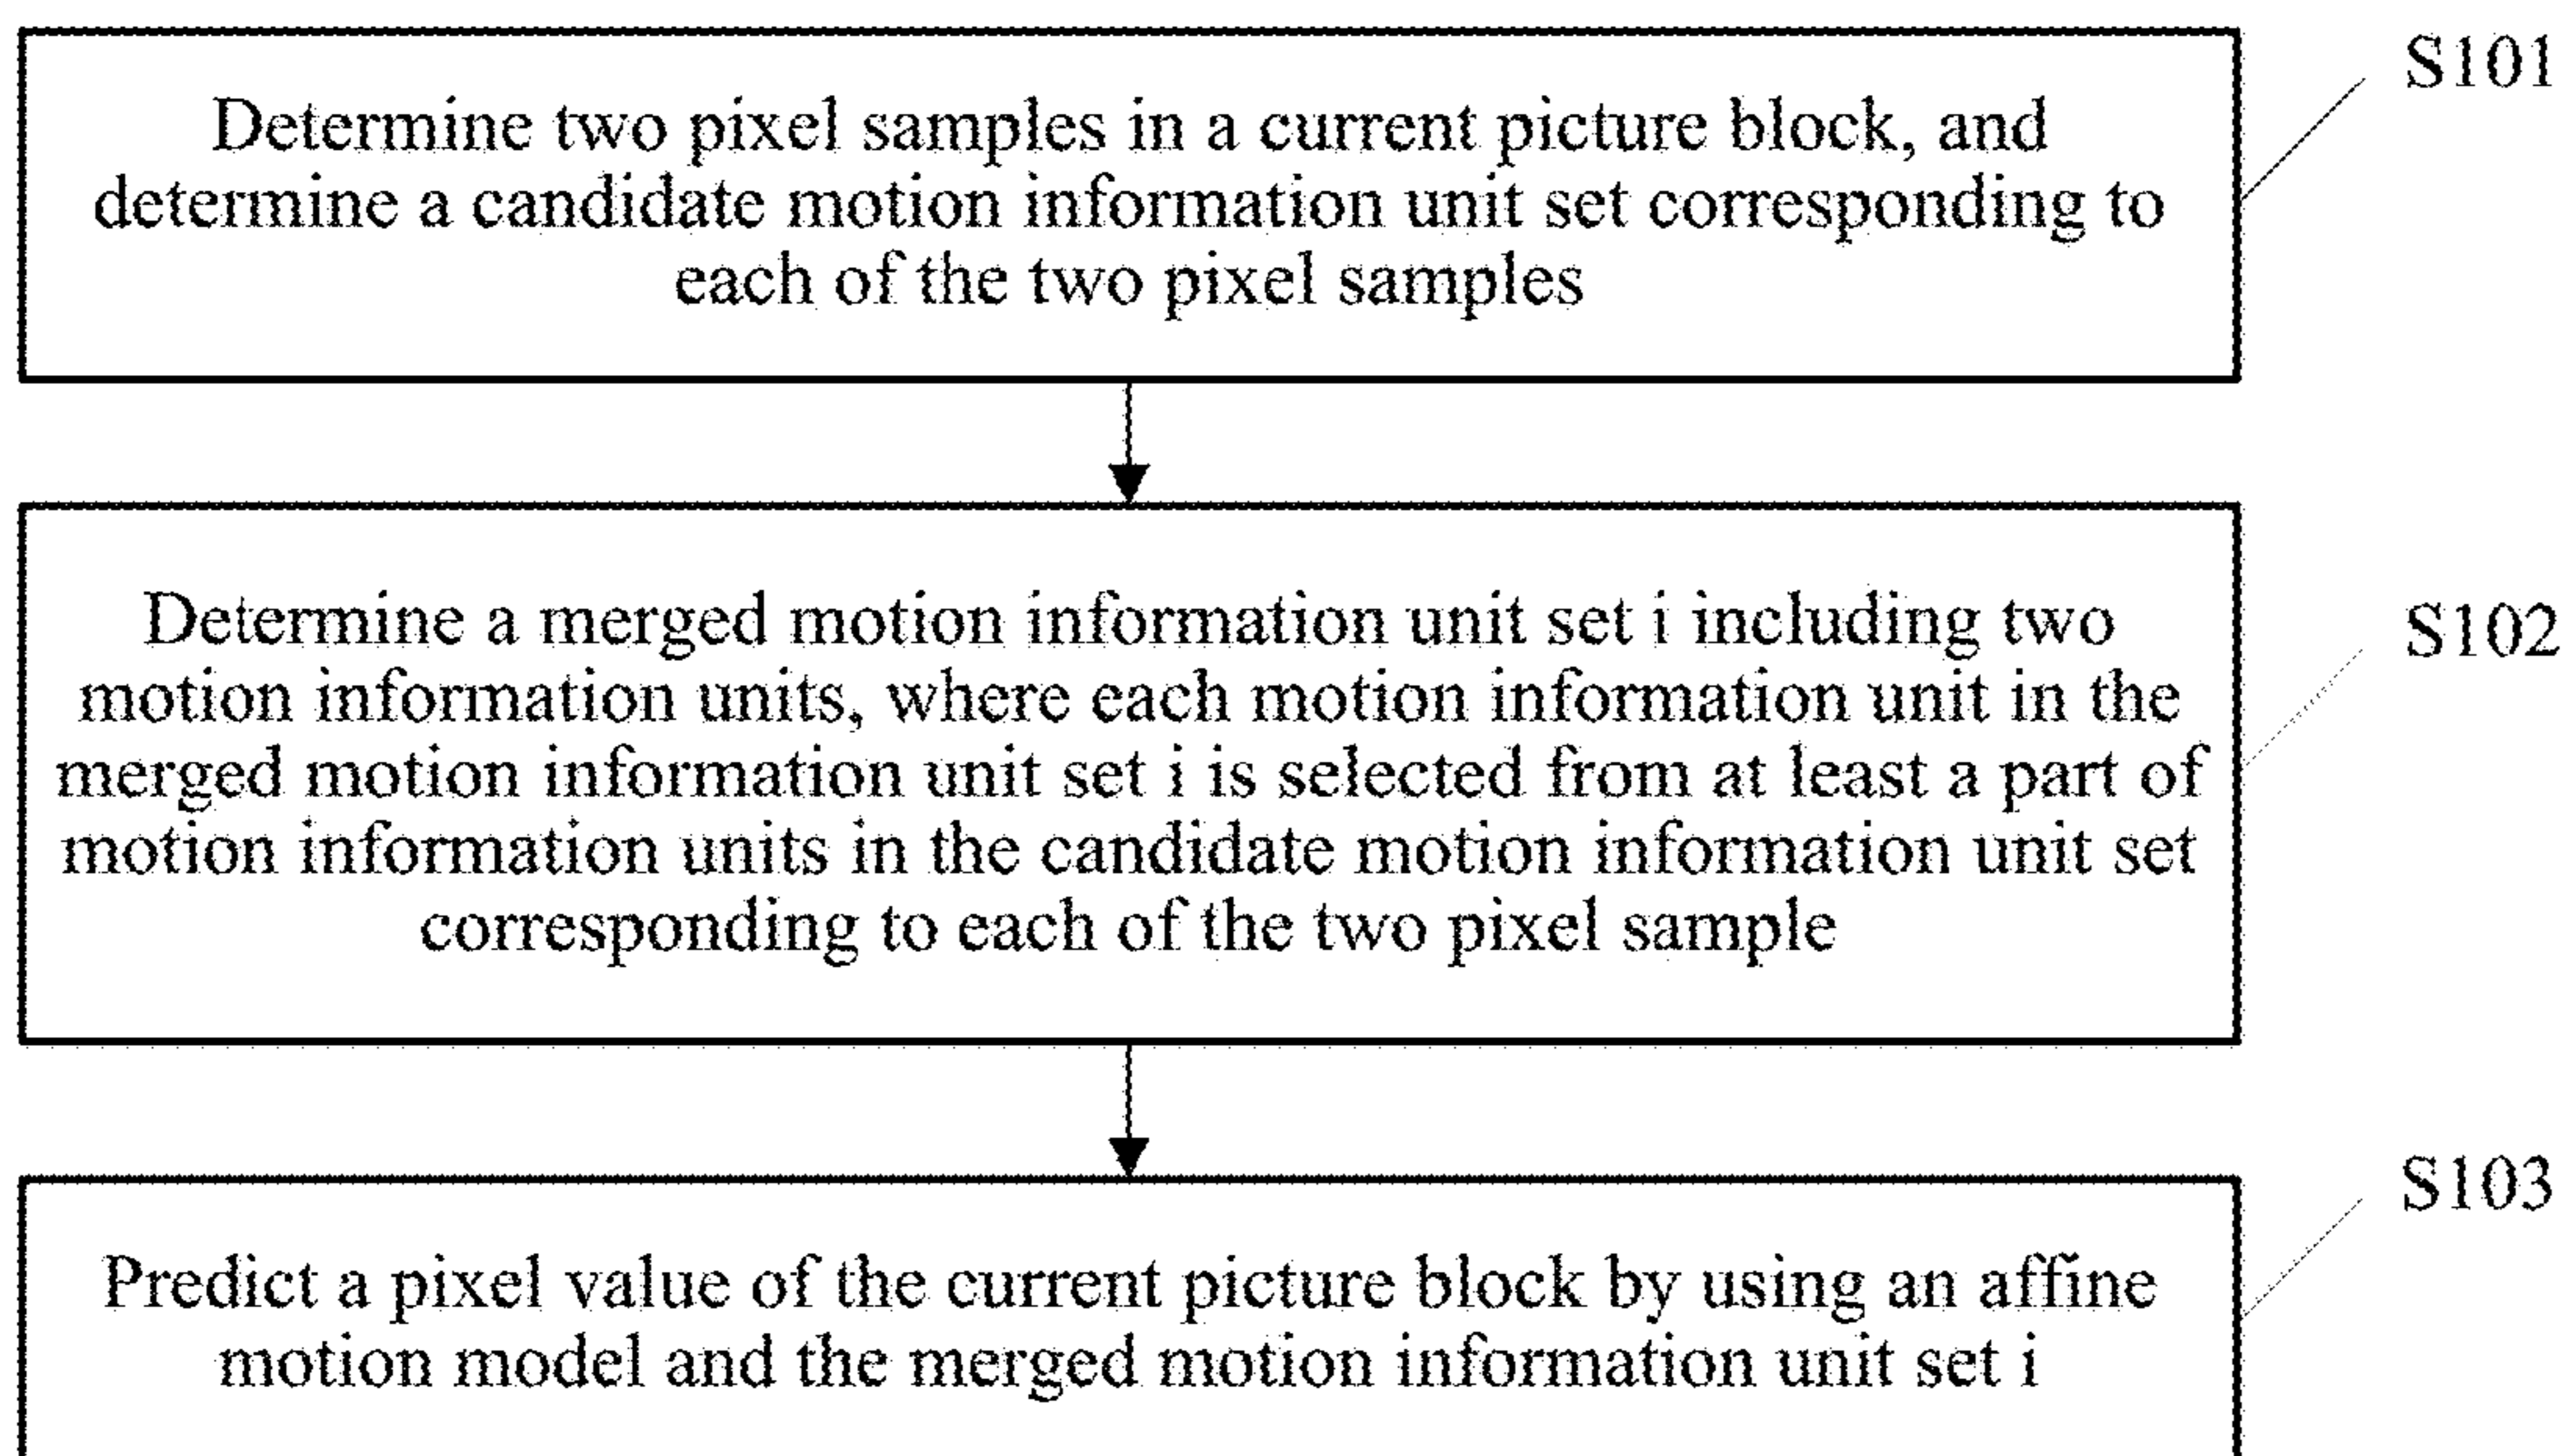 S101
Determine two pixel samples in a current picture block, and
determine a candidate motion information unit set corresponding to
each of the two pixel samples
S102
Determine a merged motion information unit set i including two
motion information units, where each motion information unit in the
merged motion information unit set i is selected from at least a part of
motion information units in the candidate motion information unit set
corresponding to each of the two pixel sample
S103
Predict a pixel value of the current picture block by using an affine
motion model and the merged motion information unit set i